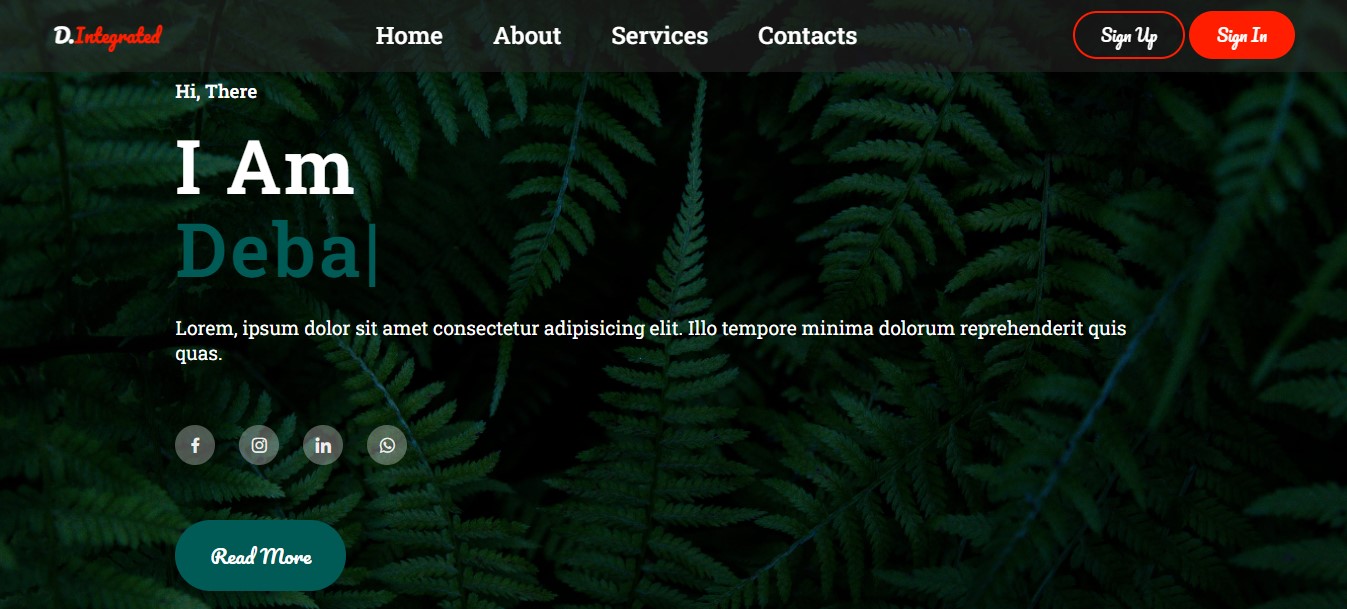 D.Integrated Home About Services Contacts Sign Up Sign In
Hi, There
I Am
Deba|
Lorem, ipsum dolor sit amet consectetur adipisicing elit. Illo tempore minima dolorum reprehenderit quis
quas.
Read More